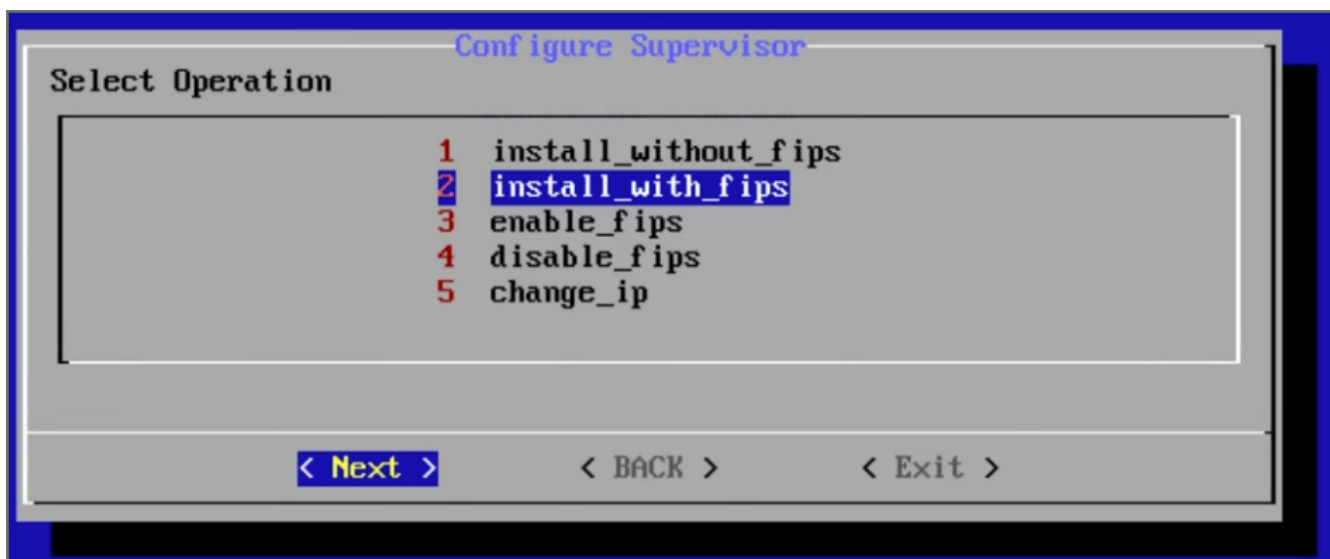 Configure Supervisor
Select Operation
1 install_without_fips
2 install_with_fips
3 enable_fips
4 disable_fips
5 change_ip
< Next > < BACK > < Exit >